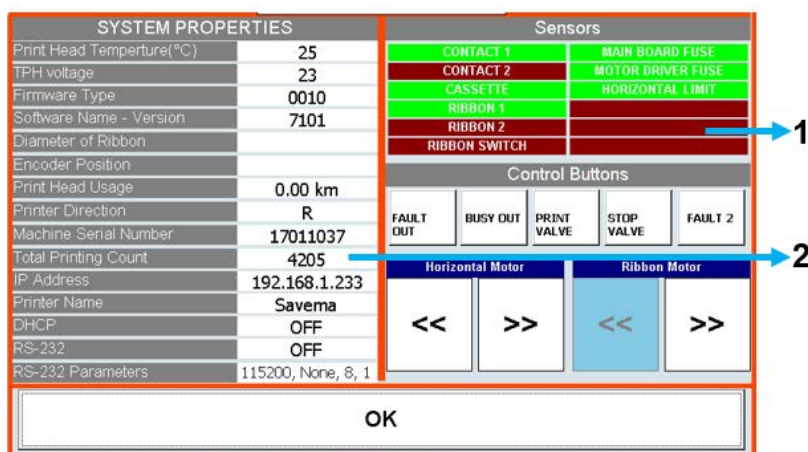 SYSTEM PROPERTIES
Print Head Temperture(°C) 25
TPH voltage 23
Firmware Type 0010
Software Name - Version 7101
Diameter of Ribbon
Encoder Position
Print Head Usage 0.00 km
Printer Direction R
Machine Serial Number 17011037
Total Printing Count 4205
IP Address 192.168.1.233
Printer Name Savema
DHCP OFF
RS-232 OFF
RS-232 Parameters 115200, None, 8, 1
Sensors
CONTACT 1 MAIN BOARD FUSE
CONTACT 2 MOTOR DRIVER FUSE
CASSETTE HORIZONTAL LIMIT
RIBBON 1
RIBBON 2
RIBBON SWITCH
1
Control Buttons
FAULT OUT BUSY OUT PRINT VALVE STOP VALVE FAULT 2
2
Horizontal Motor Ribbon Motor
<< >> << >>
OK